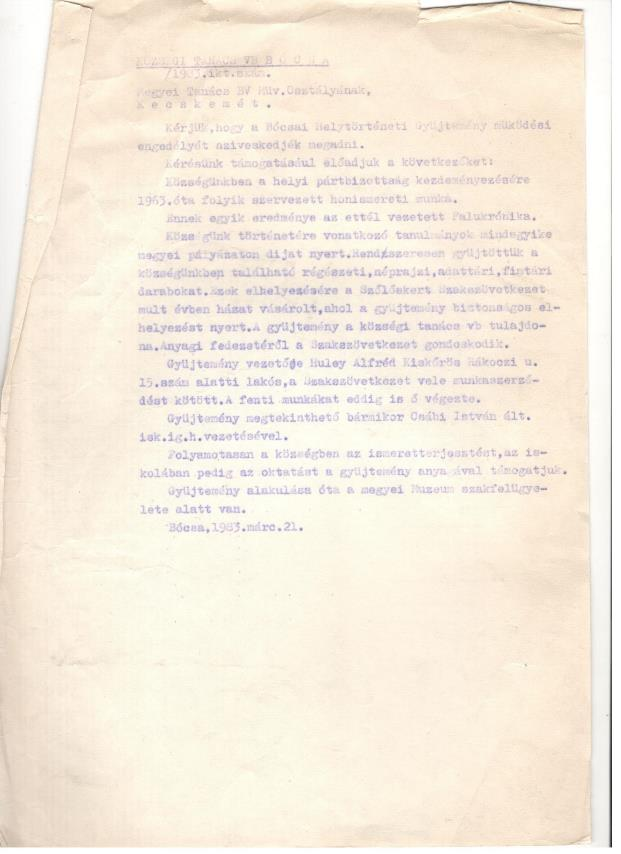 KÖZSÉGI TANÁCS VB B Ó C S A
/1983.ikt.szám.
Megyei Tanács BV Müv.Osztályának,
K e c s k e m é t .
Kérjük,hogy a Bócsai Helytörténeti Gyüjtemény müködési
engedélyét sziveskedjék megadni.
Kérésünk támogatásául előadjuk a következőket:
Községünkben a helyi pártbizottság kezdeményezésére
1963.óta folyik szervezett honismereti munka.
Ennek egyik eredménye az ettől vezetett Falukrónika.
Községünk történetére vonatkozó tanulmányok mindegyike
megyei pályázaton dijat nyert.Rendszeresen gyüjtöttük a
községünkben található régészeti,néprajzi,adattári,
darabokat.Ezek elhelyezésére a Szőlőskert Szakszövetkezet
mult évben házat vásárolt,ahol a gyüjtemény biztonságos el-
helyezést nyert.A gyüjtemény a községi tanács vb tulajdo-
na.Anyagi fedezetéről a Szakszövetkezet gondoskodik.
Gyüjtemény vezetője Huley Alfréd Kiskőrös Rákoczi u.
15.szám alatti lakós,a Szakszövetkezet vele munkaszerző-
dést kötött.A fenti munkákat eddig is ő végezte.
Gyüjtemény megtekinthető bármikor Csábi István ált.
isk.ig.h.vezetésével.
Folyamotasan a községben az ismeretterjesztést,az is-
kolában pedig az oktatást a gyüjtemény anyagával támogatjuk.
Gyüjtemény alakulása óta a megyei Muzeum szakfelügye-
lete alatt van.
Bócsa,1983.márc.21.